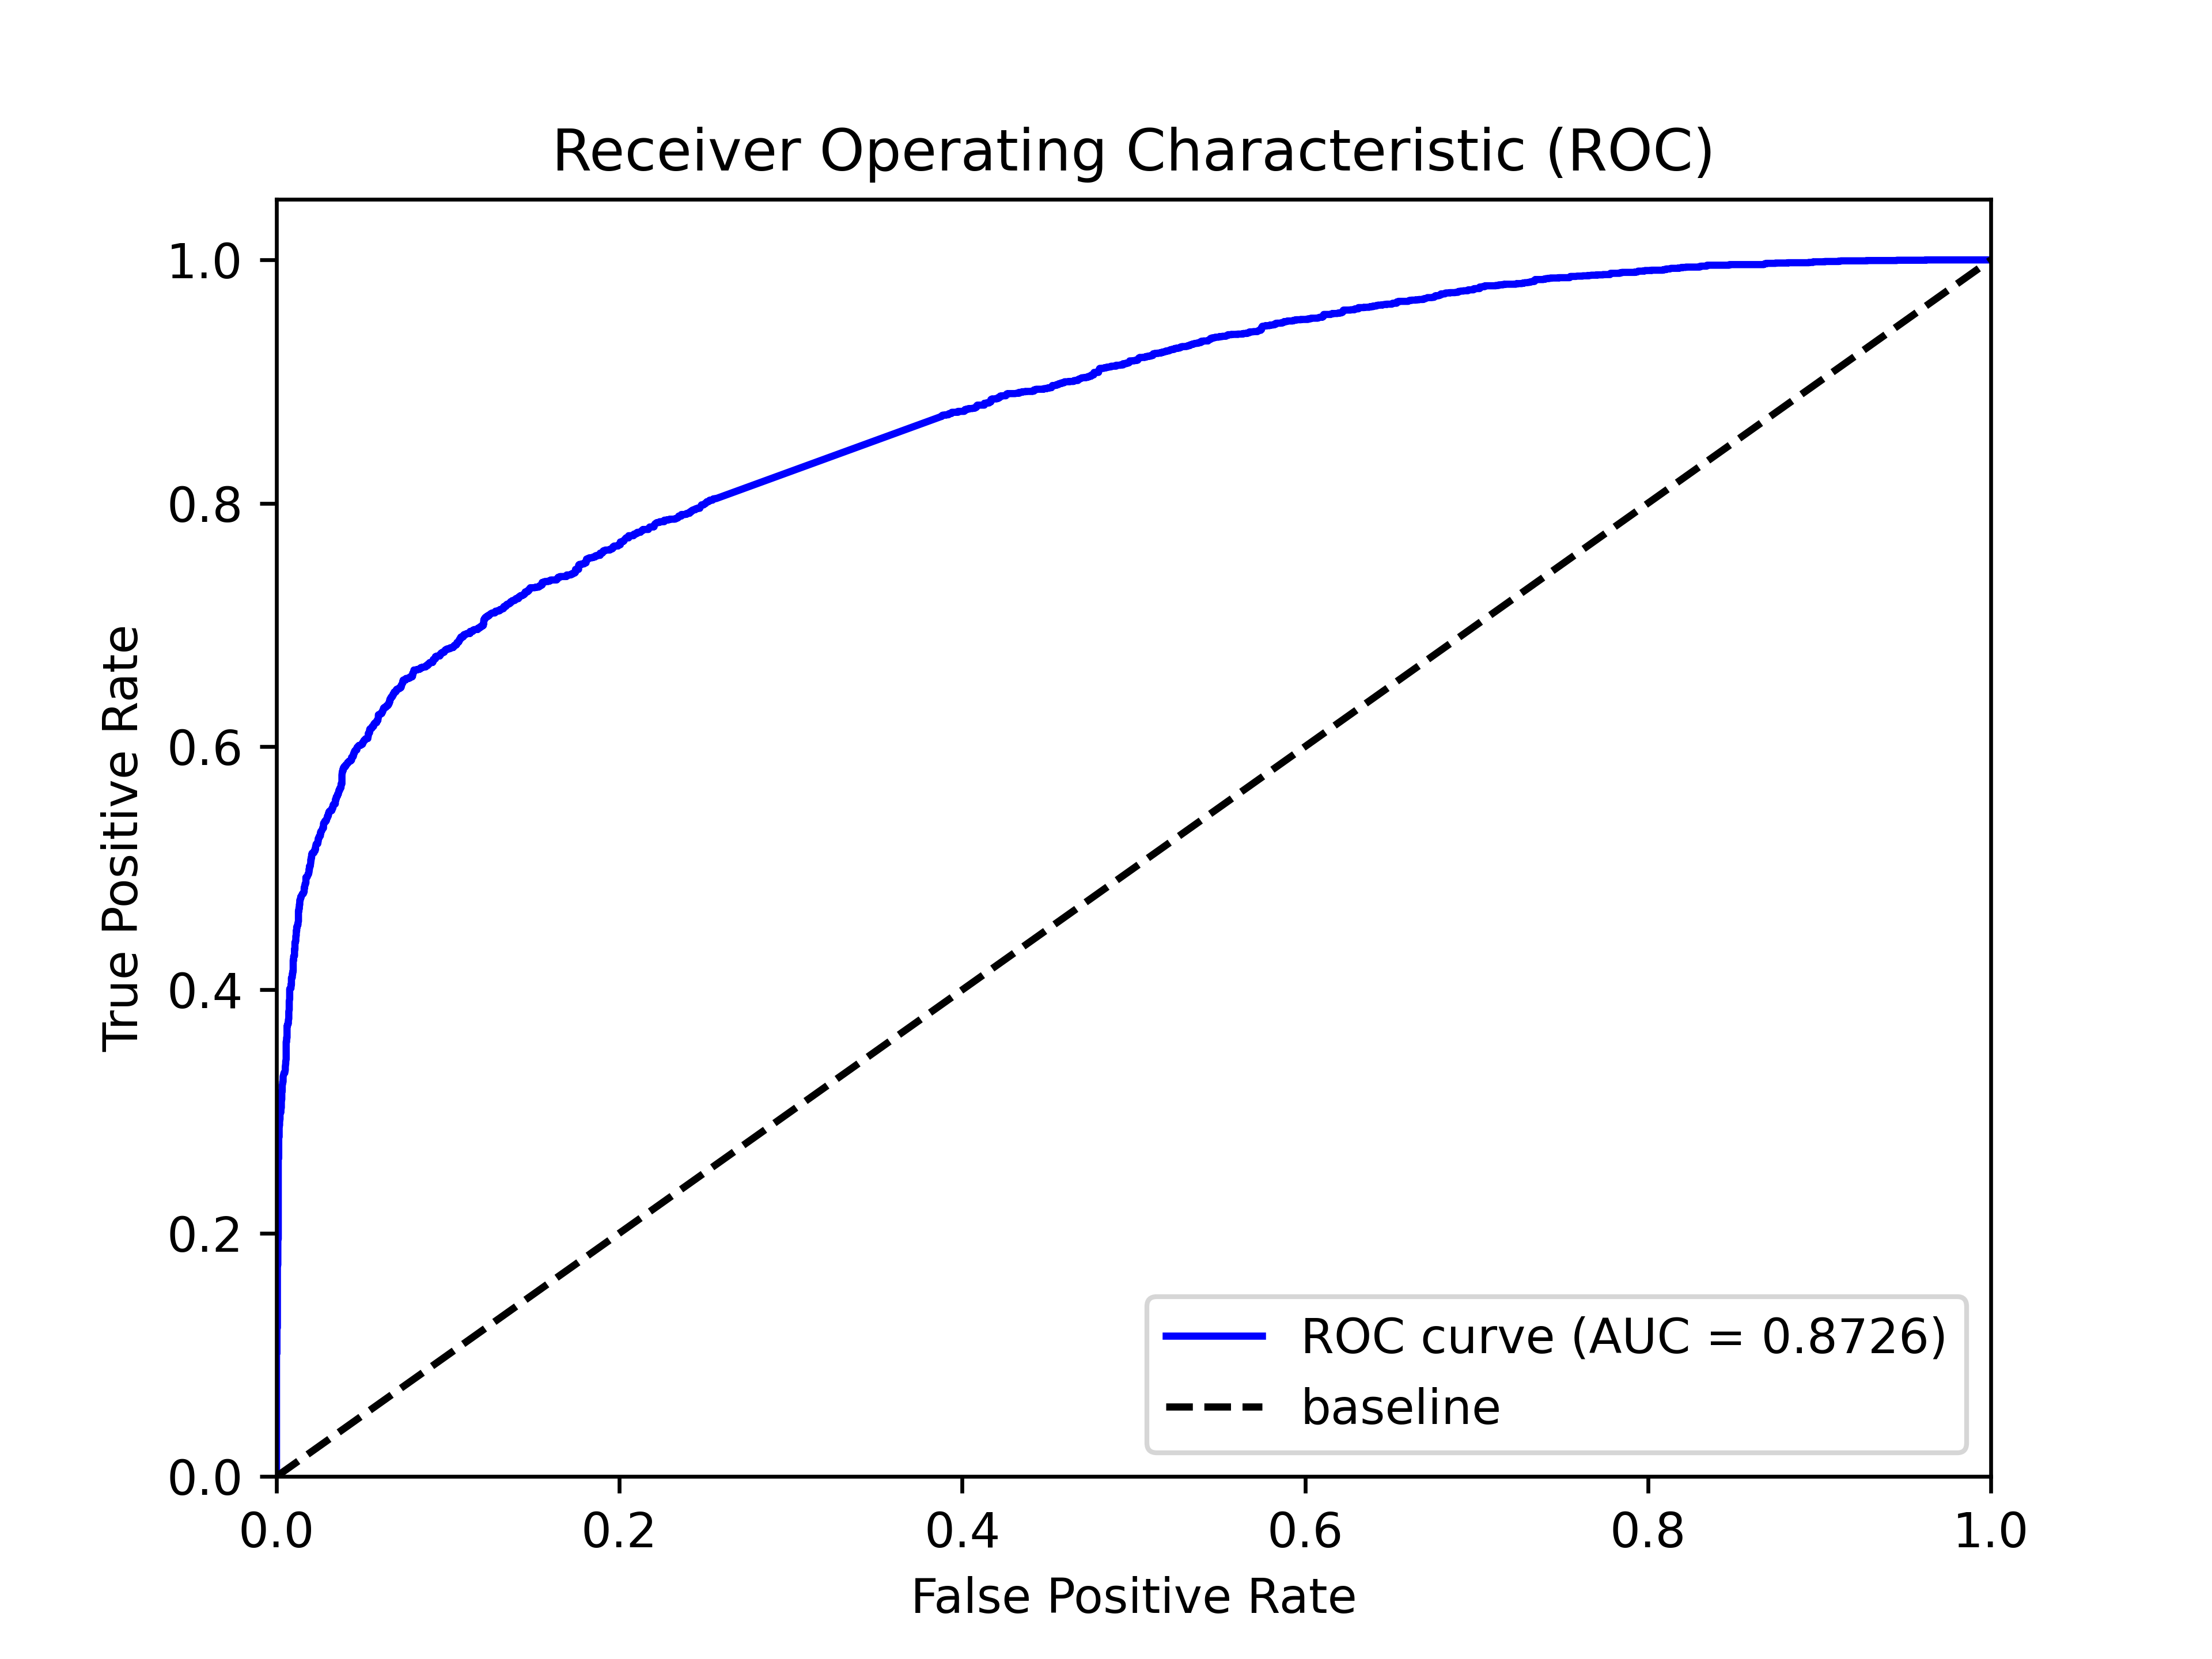 Receiver Operating Characteristic (ROC)
1.0
0.8
0.6
0.4
0.2
0.0
True Positive Rate
ROC curve (AUC = 0.8726)
baseline
0.0 0.2 0.4 0.6 0.8 1.0
False Positive Rate